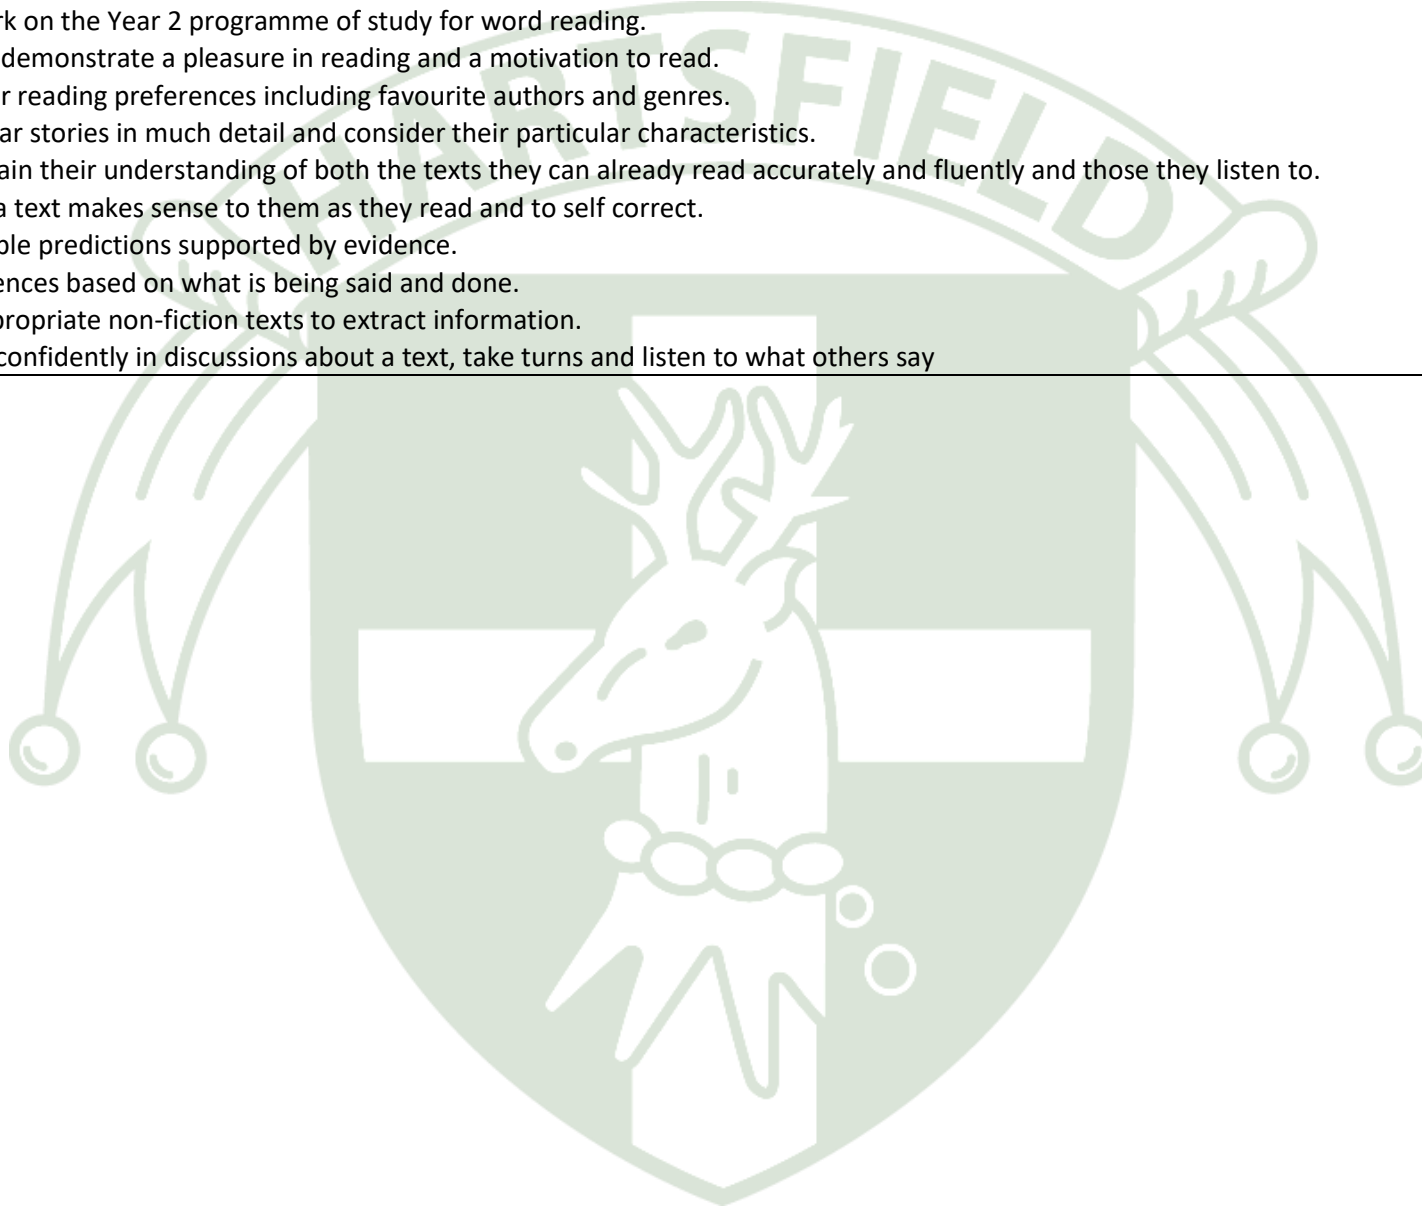 rk on the Year 2 programme of study for word reading.
demonstrate a pleasure in reading and a motivation to read.
r reading preferences including favourite authors and genres.
ar stories in much detail and consider their particular characteristics.
ain their understanding of both the texts they can already read accurately and fluently and those they listen to.
a text makes sense to them as they read and to self correct.
ble predictions supported by evidence.
ences based on what is being said and done.
propriate non-fiction texts to extract information.
confidently in discussions about a text, take turns and listen to what others say
HARTSFIELD